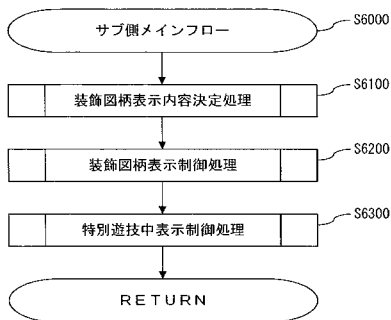 サブ側メインフロー
S6000
装飾図柄表示内容決定処理
S6100
装飾図柄表示制御処理
S6200
特別遊技中表示制御処理
S6300
RETURN